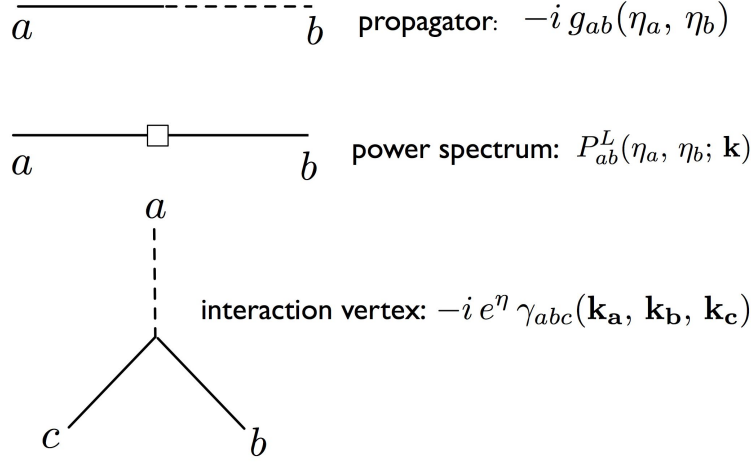 a b propagator: −i g_{ab}(η_a, η_b)
a b power spectrum: P^L_{ab}(η_a, η_b; **k**)
a
interaction vertex: −i e^η γ_{abc}(**k_a**, **k_b**, **k_c**)
c b